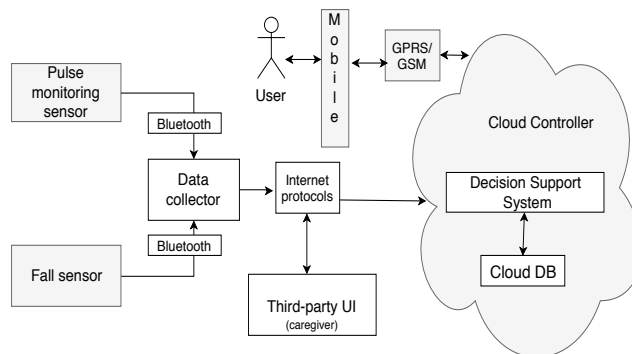 Pulse
monitoring
sensor
Bluetooth
Data
collector
Bluetooth
Fall sensor
Internet
protocols
Third-party UI
(caregiver)
User
M
o
b
i
l
e
GPRS/
GSM
Cloud Controller
Decision Support
System
Cloud DB